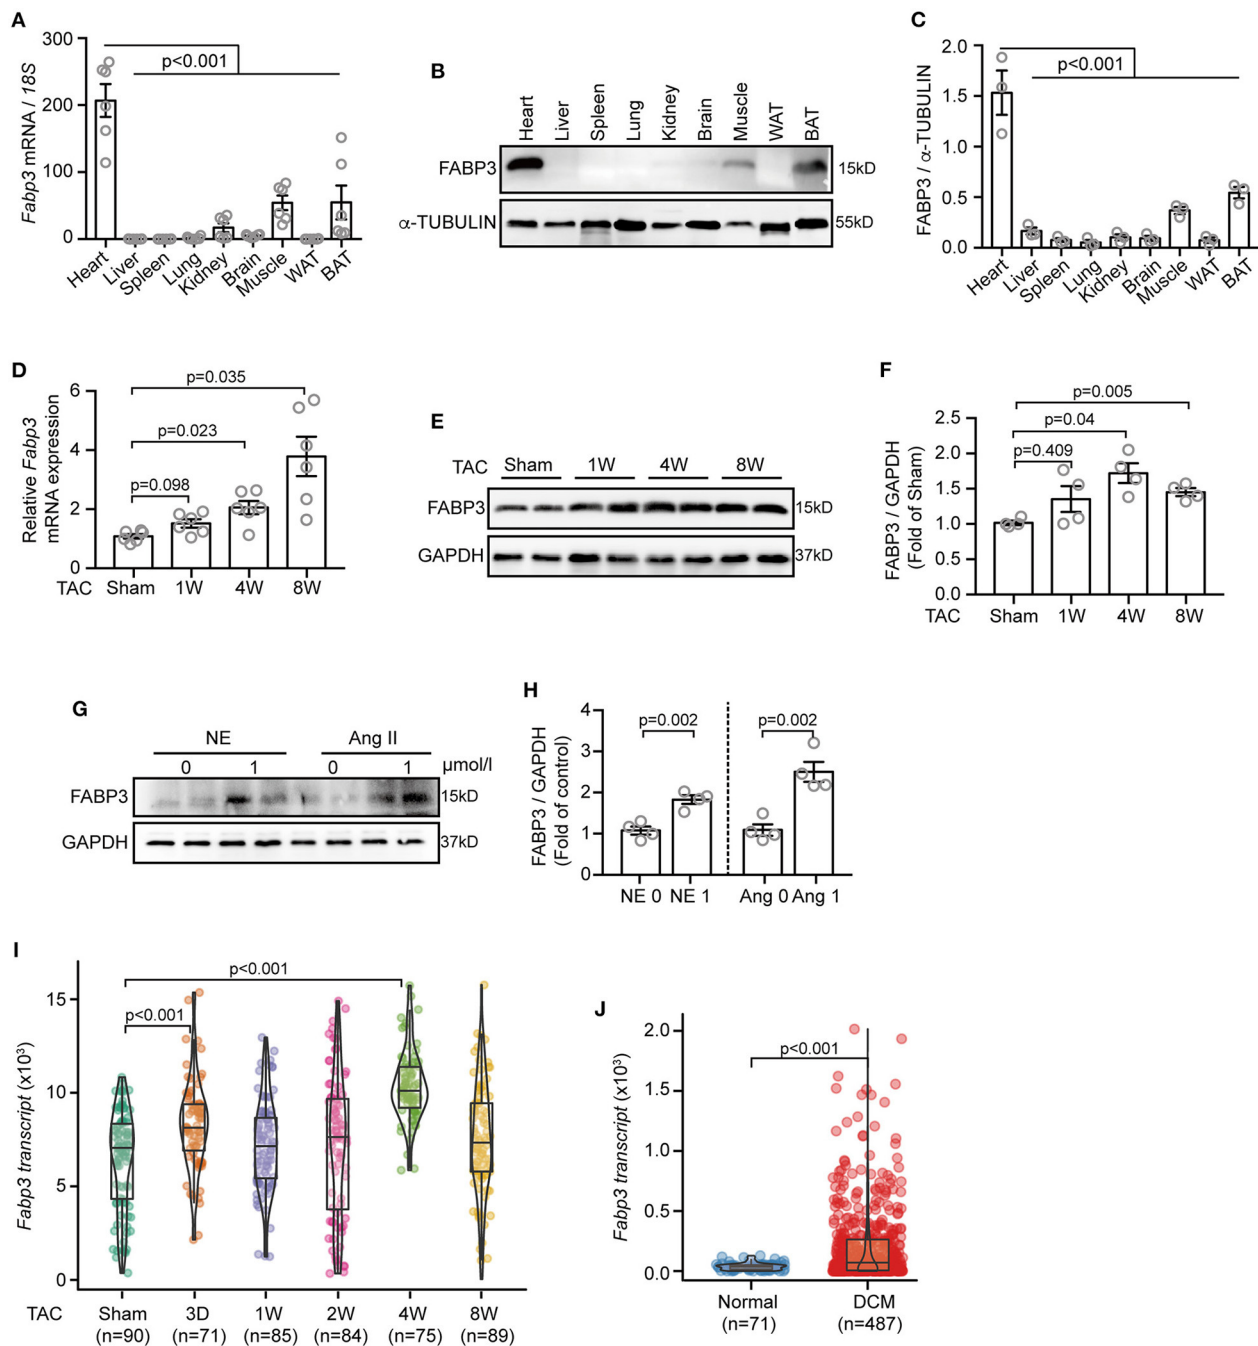 A
Fabp3 mRNA / 18S
300
200
100
0
p<0.001
Heart
Liver
Spleen
Lung
Kidney
Brain
Muscle
WAT
BAT
B
Heart
Liver
Spleen
Lung
Kidney
Brain
Muscle
WAT
BAT
FABP3
15kD
α-TUBULIN
55kD
C
FABP3 / α-TUBULIN
2.0
1.5
1.0
0.5
0.0
p<0.001
Heart
Liver
Spleen
Lung
Kidney
Brain
Muscle
WAT
BAT
D
Relative Fabp3
mRNA expression
6
4
2
0
p=0.035
p=0.023
p=0.098
TAC Sham 1W 4W 8W
E
TAC Sham 1W 4W 8W
FABP3
15kD
GAPDH
37kD
F
FABP3 / GAPDH
(Fold of Sham)
2.5
2.0
1.5
1.0
0.5
0.0
p=0.005
p=0.04
p=0.409
TAC Sham 1W 4W 8W
G
NE Ang II
0 1 0 1 µmol/l
FABP3
15kD
GAPDH
37kD
H
FABP3 / GAPDH
(Fold of control)
4
3
2
1
0
p=0.002 p=0.002
NE 0 NE 1 Ang 0 Ang 1
I
Fabp3 transcript (x10³)
15
10
5
0
p<0.001
p<0.001
TAC Sham 3D 1W 2W 4W 8W
(n=90) (n=71) (n=85) (n=84) (n=75) (n=89)
J
Fabp3 transcript (x10³)
2.0
1.5
1.0
0.5
0.0
p<0.001
Normal DCM
(n=71) (n=487)